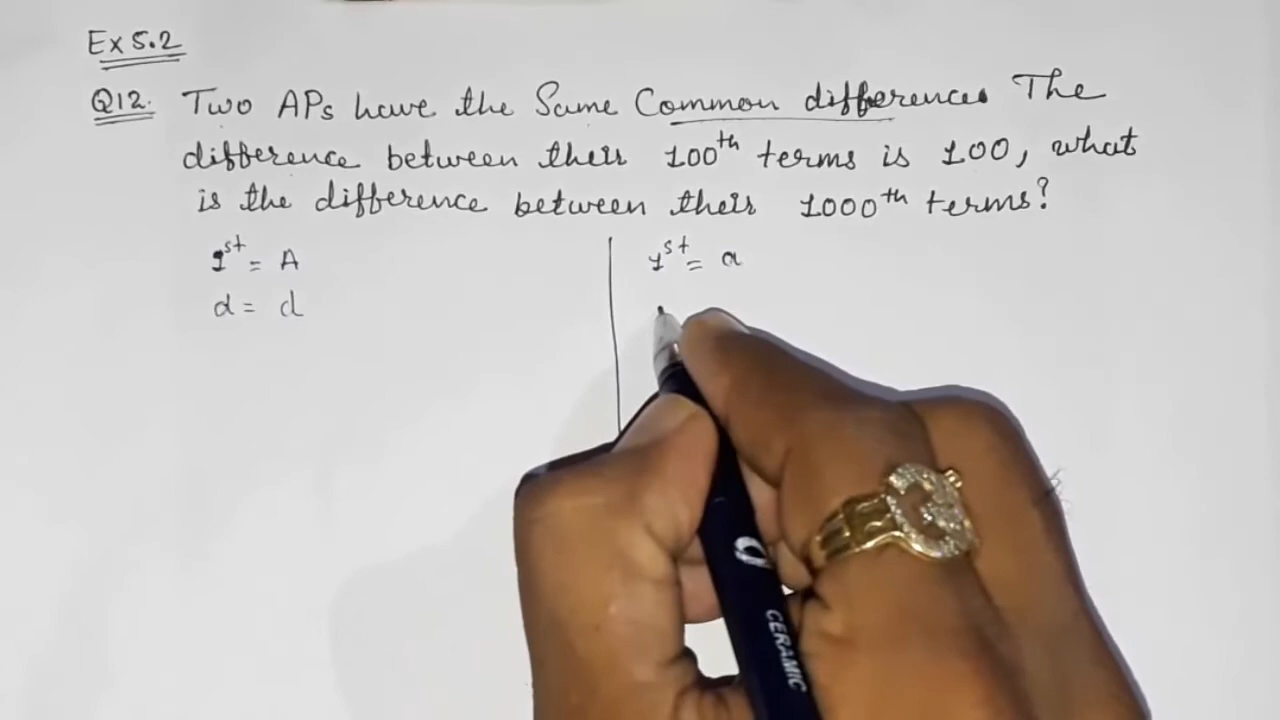 Ex 5.2
Q12. Two APs have the Same Common difference. The
difference between their 100th terms is 100, what
is the difference between their 1000th terms?
1st = A
d = d
1st = a
CERAMIC